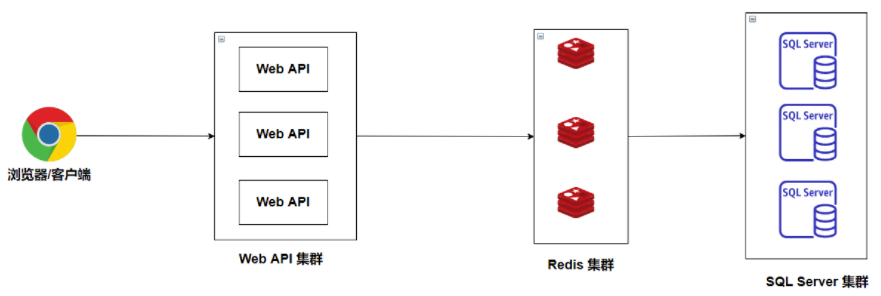 浏览器/客户端
Web API
Web API
Web API
Web API 集群
Redis 集群
SQL Server
SQL Server
SQL Server
SQL Server 集群